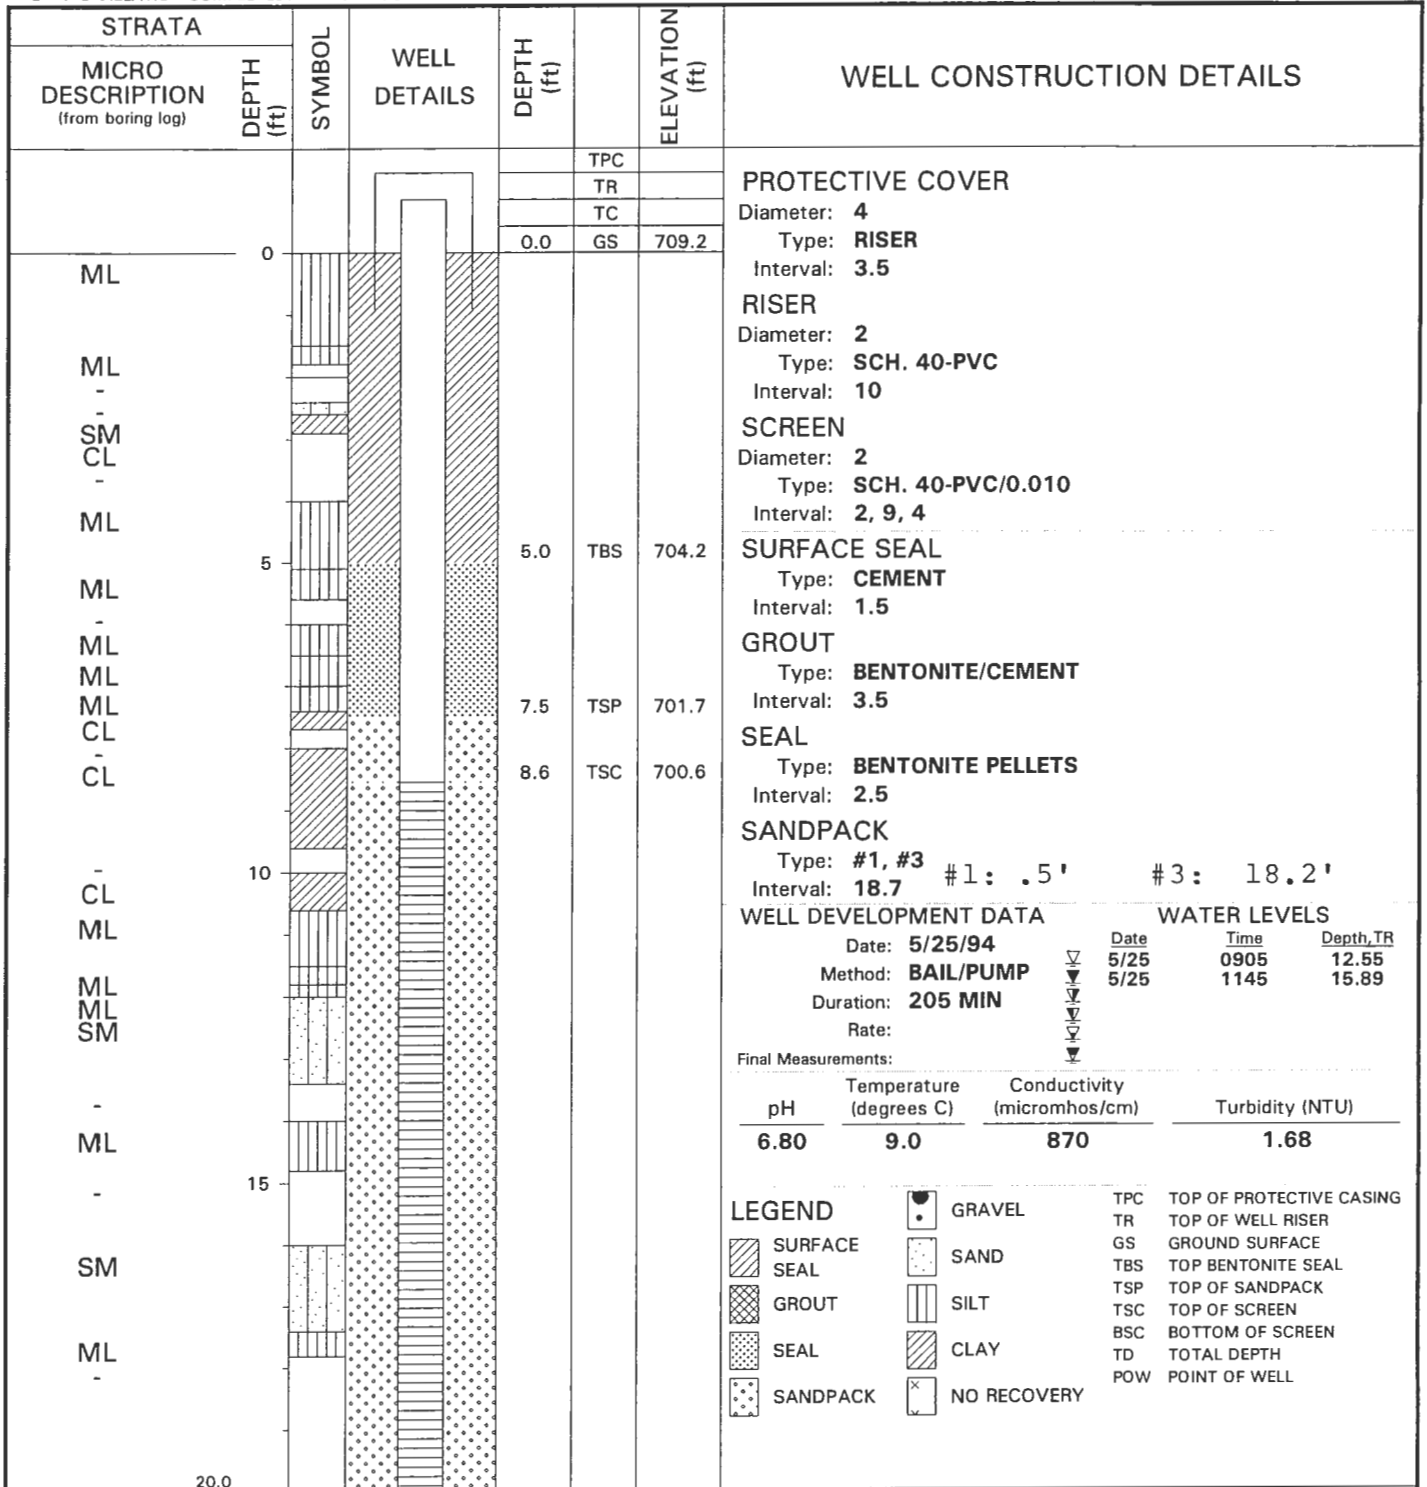 STRATA
MICRO
DESCRIPTION
(from boring log)
DEPTH
(ft)
SYMBOL
WELL
DETAILS
DEPTH
(ft)
ELEVATION
(ft)
WELL CONSTRUCTION DETAILS
TPC
TR
TC
0.0 GS 709.2
0
ML
ML
-
-
SM
CL
-
ML
5
5.0 TBS 704.2
ML
-
ML
ML
ML
7.5 TSP 701.7
CL
-
CL
8.6 TSC 700.6
-
10
CL
ML
ML
ML
SM
-
ML
15
-
SM
ML
-
20.0
PROTECTIVE COVER
Diameter: 4
Type: RISER
Interval: 3.5
RISER
Diameter: 2
Type: SCH. 40-PVC
Interval: 10
SCREEN
Diameter: 2
Type: SCH. 40-PVC/0.010
Interval: 2, 9, 4
SURFACE SEAL
Type: CEMENT
Interval: 1.5
GROUT
Type: BENTONITE/CEMENT
Interval: 3.5
SEAL
Type: BENTONITE PELLETS
Interval: 2.5
SANDPACK
Type: #1, #3
Interval: 18.7 #1: .5' #3: 18.2'
WELL DEVELOPMENT DATA
Date: 5/25/94
Method: BAIL/PUMP
Duration: 205 MIN
Rate:
Final Measurements:
WATER LEVELS
Date Time Depth,TR
5/25 0905 12.55
5/25 1145 15.89
pH Temperature (degrees C) Conductivity (micromhos/cm) Turbidity (NTU)
6.80 9.0 870 1.68
LEGEND
SURFACE
SEAL
GROUT
SEAL
SANDPACK
GRAVEL
SAND
SILT
CLAY
NO RECOVERY
TPC TOP OF PROTECTIVE CASING
TR TOP OF WELL RISER
GS GROUND SURFACE
TBS TOP BENTONITE SEAL
TSP TOP OF SANDPACK
TSC TOP OF SCREEN
BSC BOTTOM OF SCREEN
TD TOTAL DEPTH
POW POINT OF WELL